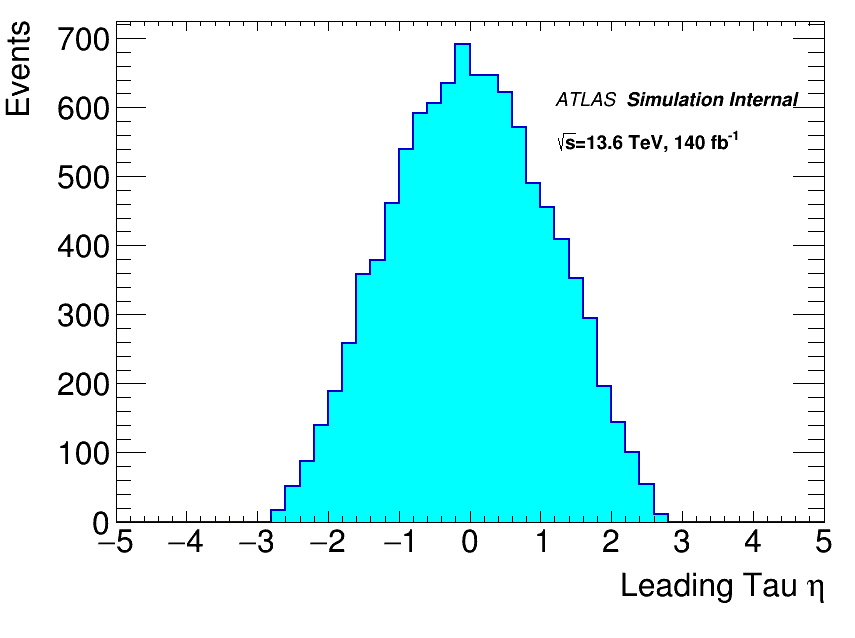 Events
700
600
500
400
300
200
100
0
ATLAS Simulation Internal
√s=13.6 TeV, 140 fb⁻¹
−5 −4 −3 −2 −1 0 1 2 3 4 5
Leading Tau η